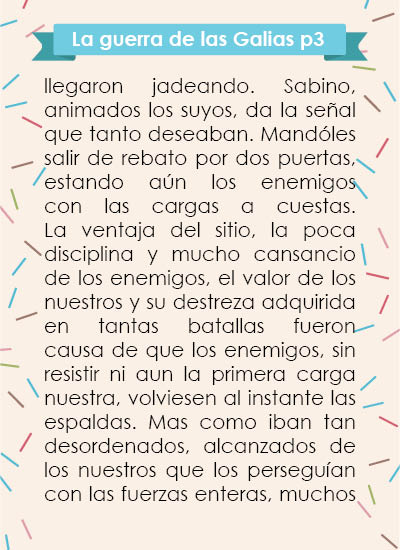 La guerra de las Galias p3
llegaron jadeando. Sabino,
animados los suyos, da la señal
que tanto deseaban. Mandóles
salir de rebato por dos puertas,
estando aún los enemigos
con las cargas a cuestas.
La ventaja del sitio, la poca
disciplina y mucho cansancio
de los enemigos, el valor de los
nuestros y su destreza adquirida
en tantas batallas fueron
causa de que los enemigos, sin
resistir ni aun la primera carga
nuestra, volviesen al instante las
espaldas. Mas como iban tan
desordenados, alcanzados de
los nuestros que los perseguían
con las fuerzas enteras, muchos